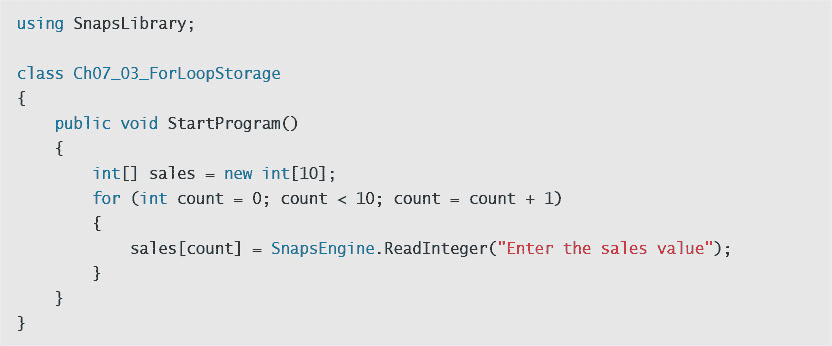 using SnapsLibrary;
class Ch07_03_ForLoopStorage
{
public void StartProgram()
{
int[] sales = new int[10];
for (int count = 0; count < 10; count = count + 1)
{
sales[count] = SnapsEngine.ReadInteger("Enter the sales value");
}
}
}